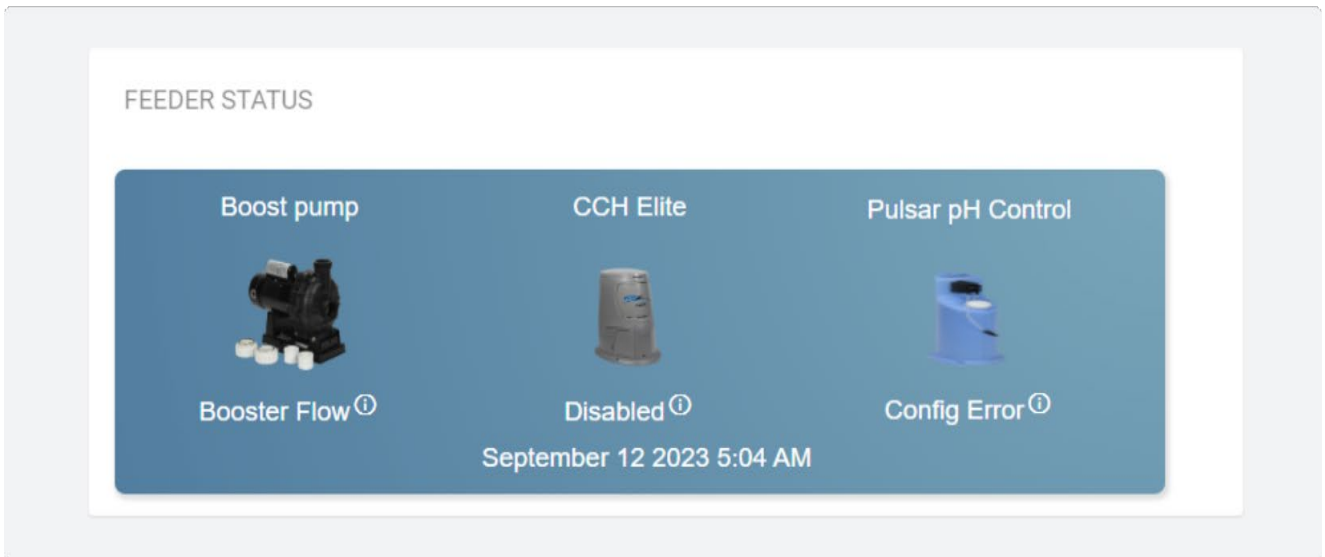 FEEDER STATUS
Boost pump
CCH Elite
Pulsar pH Control
Booster Flow
Disabled
Config Error
September 12 2023 5:04 AM